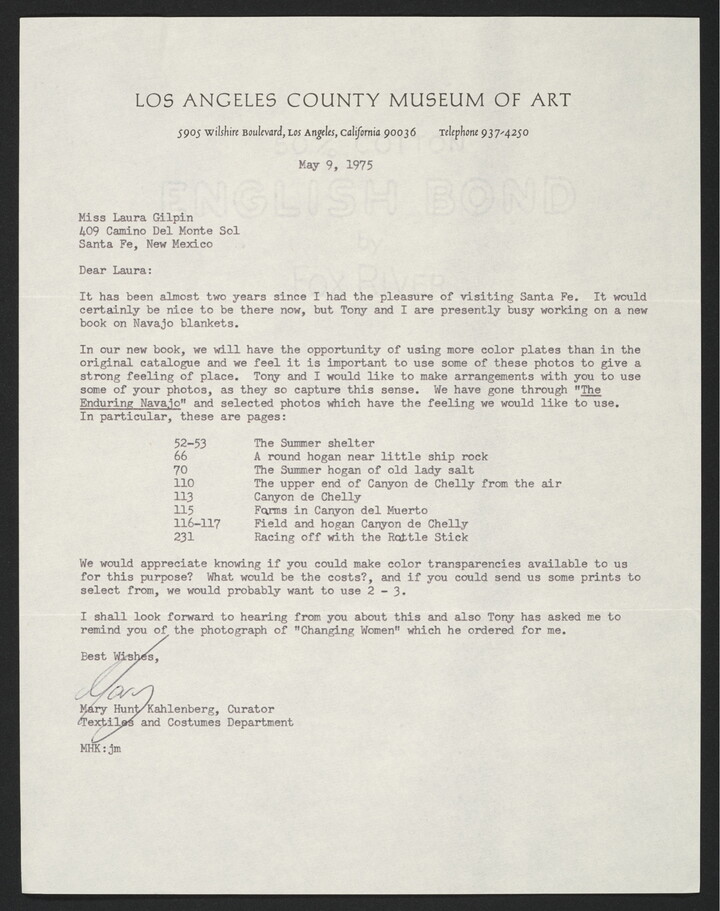 LOS ANGELES COUNTY MUSEUM OF ART
5905 Wilshire Boulevard, Los Angeles, California 90036 Telephone 937-4250
May 9, 1975
ENGLISH BOND
by
FOX RIVER
Miss Laura Gilpin
409 Camino Del Monte Sol
Santa Fe, New Mexico
Dear Laura:
It has been almost two years since I had the pleasure of visiting Santa Fe. It would
certainly be nice to be there now, but Tony and I are presently busy working on a new
book on Navajo blankets.
In our new book, we will have the opportunity of using more color plates than in the
original catalogue and we feel it is important to use some of these photos to give a
strong feeling of place. Tony and I would like to make arrangements with you to use
some of your photos, as they so capture this sense. We have gone through "The
Enduring Navajo" and selected photos which have the feeling we would like to use.
In particular, these are pages:
52-53 The Summer shelter
66 A round hogan near little ship rock
70 The Summer hogan of old lady salt
110 The upper end of Canyon de Chelly from the air
113 Canyon de Chelly
115 Farms in Canyon del Muerto
116-117 Field and hogan Canyon de Chelly
231 Racing off with the Rattle Stick
We would appreciate knowing if you could make color transparencies available to us
for this purpose? What would be the costs?, and if you could send us some prints to
select from, we would probably want to use 2 - 3.
I shall look forward to hearing from you about this and also Tony has asked me to
remind you of the photograph of "Changing Women" which he ordered for me.
Best Wishes,
Mary
Mary Hunt Kahlenberg, Curator
Textiles and Costumes Department
MHK:jm